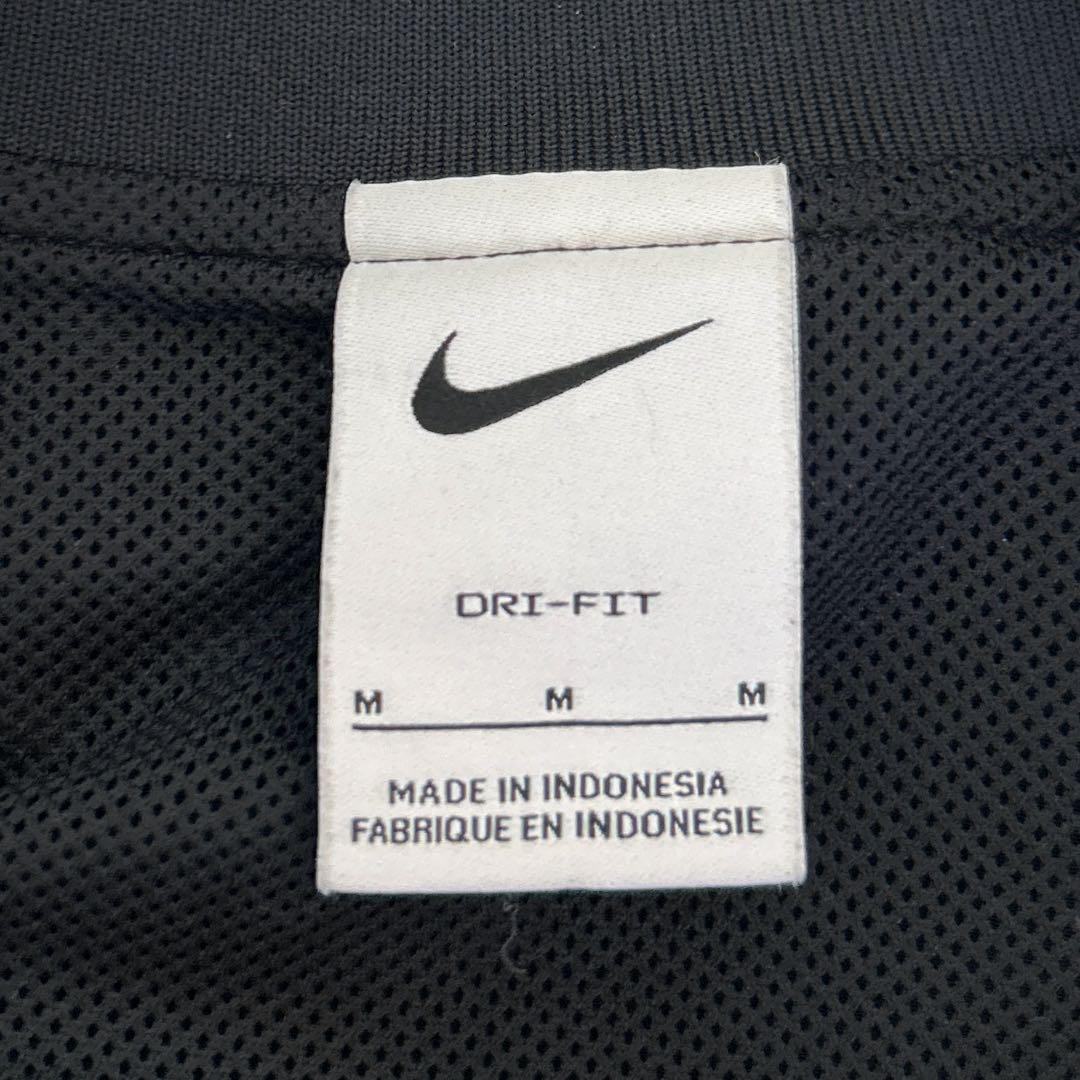 DRI-FIT
M M M
MADE IN INDONESIA
FABRIQUE EN INDONESIE